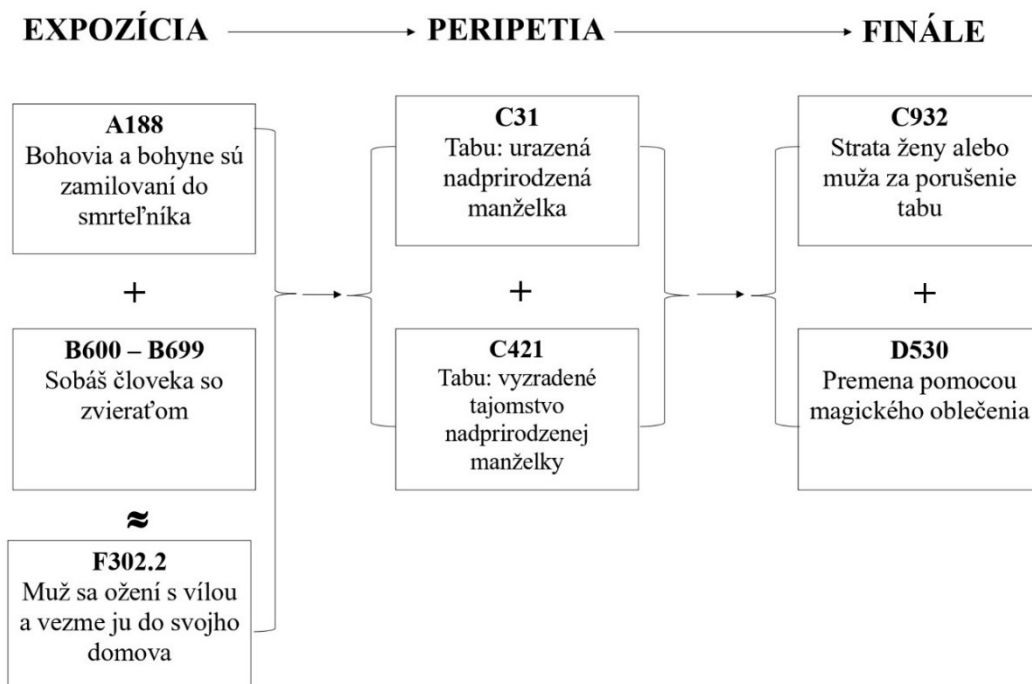 EXPOZÍCIA
PERIPETIA
FINÁLE
A188
Bohovia a bohyne sú
zamilovaní do
smrteľníka
+
B600 – B699
Sobáš človeka so
zvieraťom
≈
F302.2
Muž sa ožení s vílou
a vezme ju do svojho
domova
C31
Tabu: urazená
nadprirodzená
manželka
+
C421
Tabu: vyzradené
tajomstvo
nadprirodzenej
manželky
C932
Strata ženy alebo
muža za porušenie
tabu
+
D530
Premena pomocou
magického oblečenia